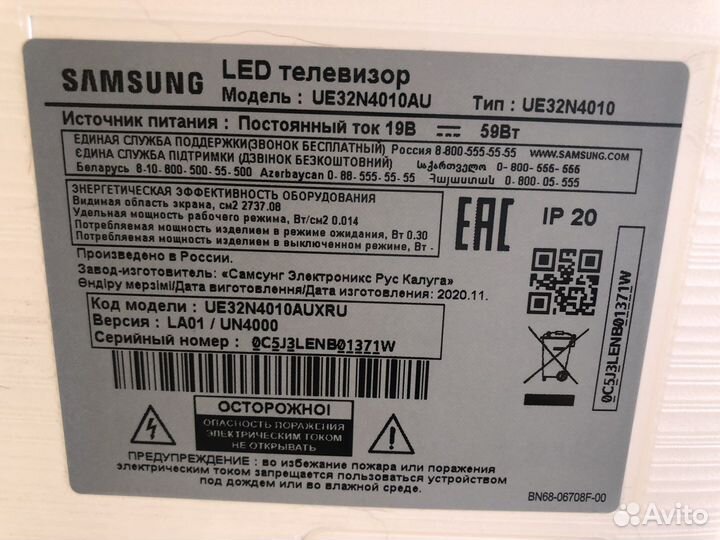 SAMSUNG LED телевизор
Модель : UE32N4010AU Тип : UE32N4010
Источник питания : Постоянный ток 19В 59Вт
ЕДИНАЯ СЛУЖБА ПОДДЕРЖКИ(ЗВОНОК БЕСПЛАТНЫЙ) Россия 8-800-555-55-55 WWW.SAMSUNG.COM
ЄДИНА СЛУЖБА ПІДТРИМКИ (ДЗВІНОК БЕЗКОШТОВНИЙ) საქართველო 0-800-555-555
Беларусь 8-10-800-500-55-500 Azerbaycan 0-88-555-55-55 Հայաստան 0-800-05-555
ЭНЕРГЕТИЧЕСКАЯ ЭФФЕКТИВНОСТЬ ОБОРУДОВАНИЯ
Видимая область экрана, см2 2737.08
Удельная мощность рабочего режима, Вт/см2 0.014
Потребляемая мощность изделием в режиме ожидания, Вт 0.30
Потребляемая мощность изделием в выключенном режиме, Вт -
EAC IP 20
Произведено в России.
Завод-изготовитель: «Самсунг Электроникс Рус Калуга»
Өндіру мерзімі/Дата изготовления/Дата изготовления: 2020.11.
Код модели : UE32N4010AUXRU
Версия : LA01 / UN4000
Серийный номер : 0C5J3LENB01371W
0C5J3LENB01371W
ОСТОРОЖНО!
ОПАСНОСТЬ ПОРАЖЕНИЯ
ЭЛЕКТРИЧЕСКИМ ТОКОМ
НЕ ОТКРЫВАТЬ
ПРЕДУПРЕЖДЕНИЕ : во избежание пожара или поражения
электрическим током запрещается пользоваться устройством
под дождем или во влажной среде.
BN68-06708F-00
Avito